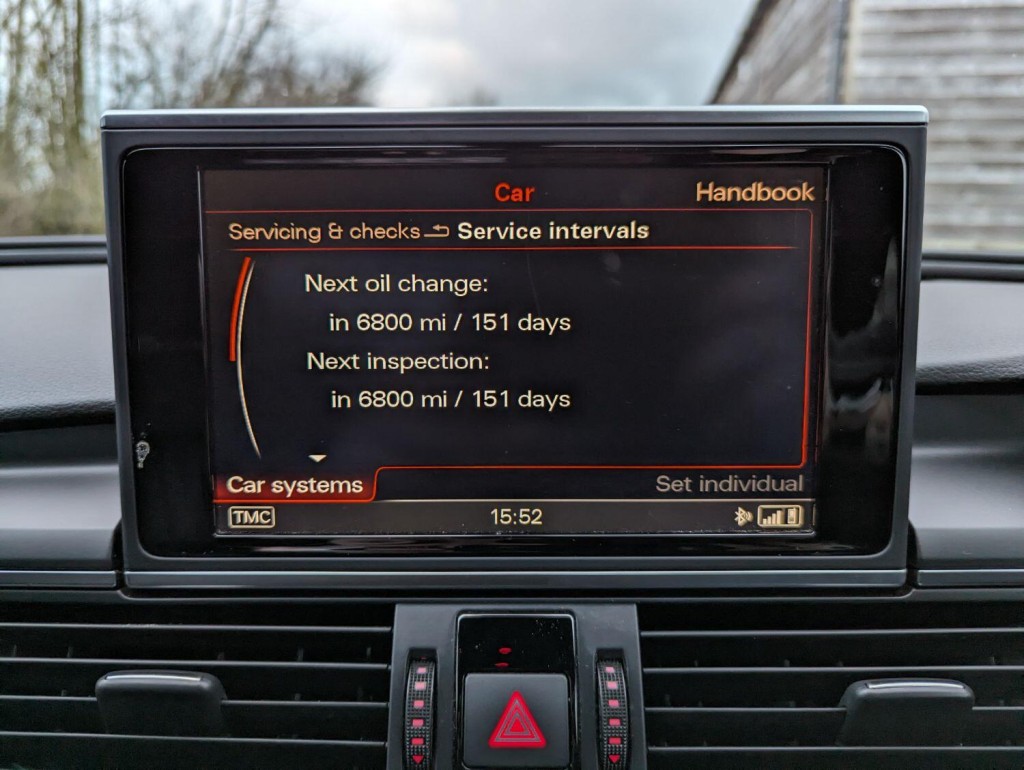 Car
Handbook
Servicing & checks Service intervals
Next oil change:
in 6800 mi / 151 days
Next inspection:
in 6800 mi / 151 days
Car systems
Set individual
TMC
15:52